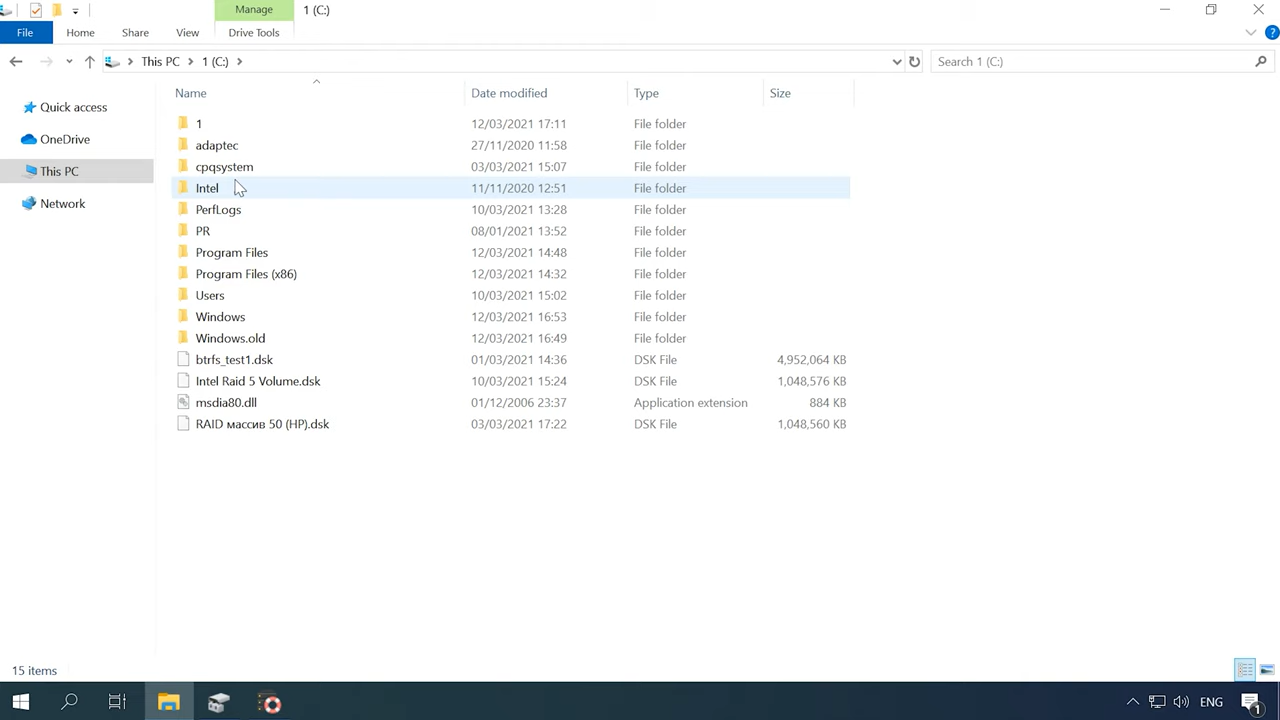 Manage 1 (C:)
File Home Share View Drive Tools ?
This PC 1 (C:) Search 1 (C:)
Name Date modified Type Size
Quick access
OneDrive
This PC
Network
1 12/03/2021 17:11 File folder
adaptec 27/11/2020 11:58 File folder
cpqsystem 03/03/2021 15:07 File folder
Intel 11/11/2020 12:51 File folder
PerfLogs 10/03/2021 13:28 File folder
PR 08/01/2021 13:52 File folder
Program Files 12/03/2021 14:48 File folder
Program Files (x86) 12/03/2021 14:32 File folder
Users 10/03/2021 15:02 File folder
Windows 12/03/2021 16:53 File folder
Windows.old 12/03/2021 16:49 File folder
btrfs_test1.dsk 01/03/2021 14:36 DSK File 4,952,064 KB
Intel Raid 5 Volume.dsk 10/03/2021 15:24 DSK File 1,048,576 KB
msdia80.dll 01/12/2006 23:37 Application extension 884 KB
RAID массив 50 (HP).dsk 03/03/2021 17:22 DSK File 1,048,560 KB
15 items
ENG 1